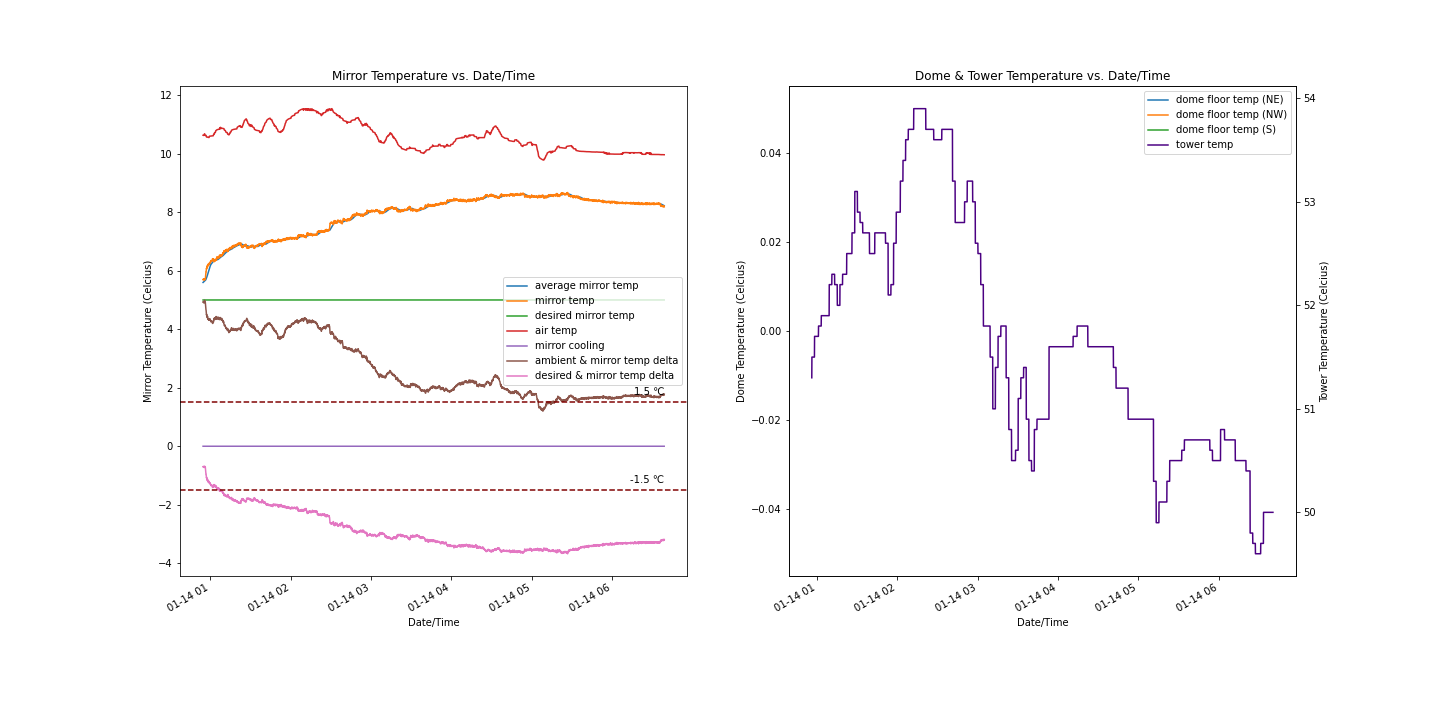 Mirror Temperature vs. Date/Time
12
10
8
6
4
2
0
−2
−4
Mirror Temperature (Celcius)
average mirror temp
mirror temp
desired mirror temp
air temp
mirror cooling
ambient & mirror temp delta
desired & mirror temp delta
1.5 °C
-1.5 °C
01-14 01
01-14 02
01-14 03
01-14 04
01-14 05
01-14 06
Date/Time
Dome & Tower Temperature vs. Date/Time
0.04
0.02
0.00
−0.02
−0.04
Dome Temperature (Celcius)
dome floor temp (NE)
dome floor temp (NW)
dome floor temp (S)
tower temp
54
53
52
51
50
Tower Temperature (Celcius)
01-14 01
01-14 02
01-14 03
01-14 04
01-14 05
01-14 06
Date/Time